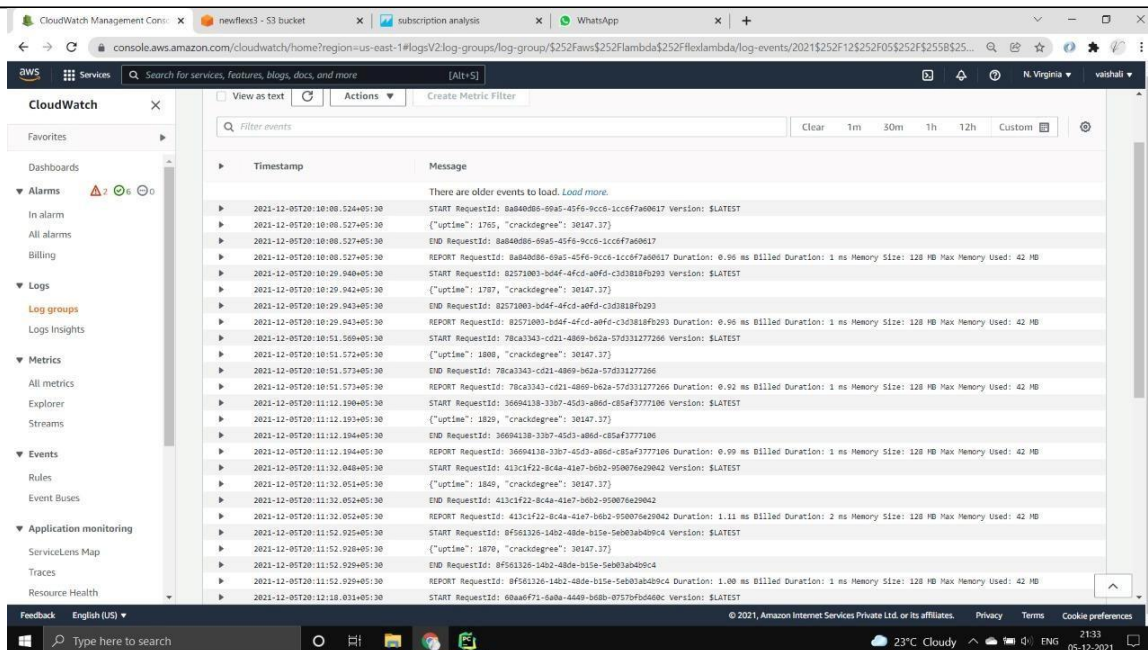 CloudWatch Management Cons
newflexs3 - S3 bucket
subscription analysis
WhatsApp
console.aws.amazon.com/cloudwatch/home?region=us-east-1#logsV2:log-groups/log-group/$252Faws$252Flambda$252Fflexlambda/log-events/2021$252F12$252F05$252F$255B$25...
aws Services Search for services, features, blogs, docs, and more [Alt+S] N. Virginia vaishali
CloudWatch
View as text Actions Create Metric Filter
Favorites
Filter events Clear 1m 30m 1h 12h Custom
Dashboards
Alarms 2 6 0
In alarm
All alarms
Billing
Logs
Log groups
Logs Insights
Metrics
All metrics
Explorer
Streams
Events
Rules
Event Buses
Application monitoring
ServiceLens Map
Traces
Resource Health
Timestamp Message
There are older events to load. Load more.
2021-12-05T20:10:08.524+05:30 START RequestId: 8a840d86-69a5-45f6-9cc6-1cc6f7a60617 Version: $LATEST
2021-12-05T20:10:08.527+05:30 {"uptime": 1765, "crackdegree": 30147.37}
2021-12-05T20:10:08.527+05:30 END RequestId: 8a840d86-69a5-45f6-9cc6-1cc6f7a60617
2021-12-05T20:10:08.527+05:30 REPORT RequestId: 8a840d86-69a5-45f6-9cc6-1cc6f7a60617 Duration: 0.96 ms Billed Duration: 1 ms Memory Size: 128 MB Max Memory Used: 42 MB
2021-12-05T20:10:29.940+05:30 START RequestId: 82571003-bd4f-4fcd-a0fd-c3d3818fb293 Version: $LATEST
2021-12-05T20:10:29.942+05:30 {"uptime": 1787, "crackdegree": 30147.37}
2021-12-05T20:10:29.943+05:30 END RequestId: 82571003-bd4f-4fcd-a0fd-c3d3818fb293
2021-12-05T20:10:29.943+05:30 REPORT RequestId: 82571003-bd4f-4fcd-a0fd-c3d3818fb293 Duration: 0.96 ms Billed Duration: 1 ms Memory Size: 128 MB Max Memory Used: 42 MB
2021-12-05T20:10:51.569+05:30 START RequestId: 78ca3343-cd21-4869-b62a-57d331277266 Version: $LATEST
2021-12-05T20:10:51.572+05:30 {"uptime": 1808, "crackdegree": 30147.37}
2021-12-05T20:10:51.573+05:30 END RequestId: 78ca3343-cd21-4869-b62a-57d331277266
2021-12-05T20:10:51.573+05:30 REPORT RequestId: 78ca3343-cd21-4869-b62a-57d331277266 Duration: 0.92 ms Billed Duration: 1 ms Memory Size: 128 MB Max Memory Used: 42 MB
2021-12-05T20:11:12.190+05:30 START RequestId: 36694138-33b7-45d3-a86d-c85af3777106 Version: $LATEST
2021-12-05T20:11:12.193+05:30 {"uptime": 1829, "crackdegree": 30147.37}
2021-12-05T20:11:12.194+05:30 END RequestId: 36694138-33b7-45d3-a86d-c85af3777106
2021-12-05T20:11:12.194+05:30 REPORT RequestId: 36694138-33b7-45d3-a86d-c85af3777106 Duration: 0.99 ms Billed Duration: 1 ms Memory Size: 128 MB Max Memory Used: 42 MB
2021-12-05T20:11:32.048+05:30 START RequestId: 413c1f22-8c4a-41e7-b6b2-950076e29042 Version: $LATEST
2021-12-05T20:11:32.051+05:30 {"uptime": 1849, "crackdegree": 30147.37}
2021-12-05T20:11:32.052+05:30 END RequestId: 413c1f22-8c4a-41e7-b6b2-950076e29042
2021-12-05T20:11:32.052+05:30 REPORT RequestId: 413c1f22-8c4a-41e7-b6b2-950076e29042 Duration: 1.11 ms Billed Duration: 2 ms Memory Size: 128 MB Max Memory Used: 42 MB
2021-12-05T20:11:52.925+05:30 START RequestId: 8f561326-14b2-48de-b15e-5eb03ab4b9c4 Version: $LATEST
2021-12-05T20:11:52.928+05:30 {"uptime": 1870, "crackdegree": 30147.37}
2021-12-05T20:11:52.929+05:30 END RequestId: 8f561326-14b2-48de-b15e-5eb03ab4b9c4
2021-12-05T20:11:52.929+05:30 REPORT RequestId: 8f561326-14b2-48de-b15e-5eb03ab4b9c4 Duration: 1.00 ms Billed Duration: 1 ms Memory Size: 128 MB Max Memory Used: 42 MB
2021-12-05T20:12:18.031+05:30 START RequestId: 60aa6f71-6a0a-4449-b68b-0757bfbd460c Version: $LATEST
Feedback English (US) © 2021, Amazon Internet Services Private Ltd. or its affiliates. Privacy Terms Cookie preferences
Type here to search 23°C Cloudy ENG 21:33
05-12-2021